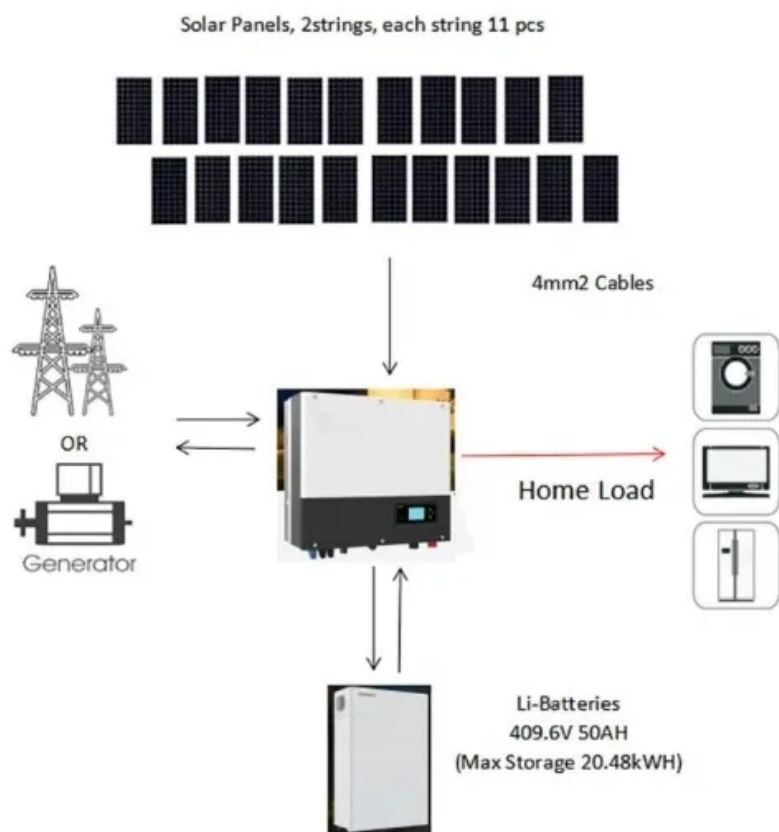 Solar Panels, 2strings, each string 11 pcs
4mm2 Cables
OR
Generator
Home Load
Li-Batteries
409.6V 50AH
(Max Storage 20.48kWH)